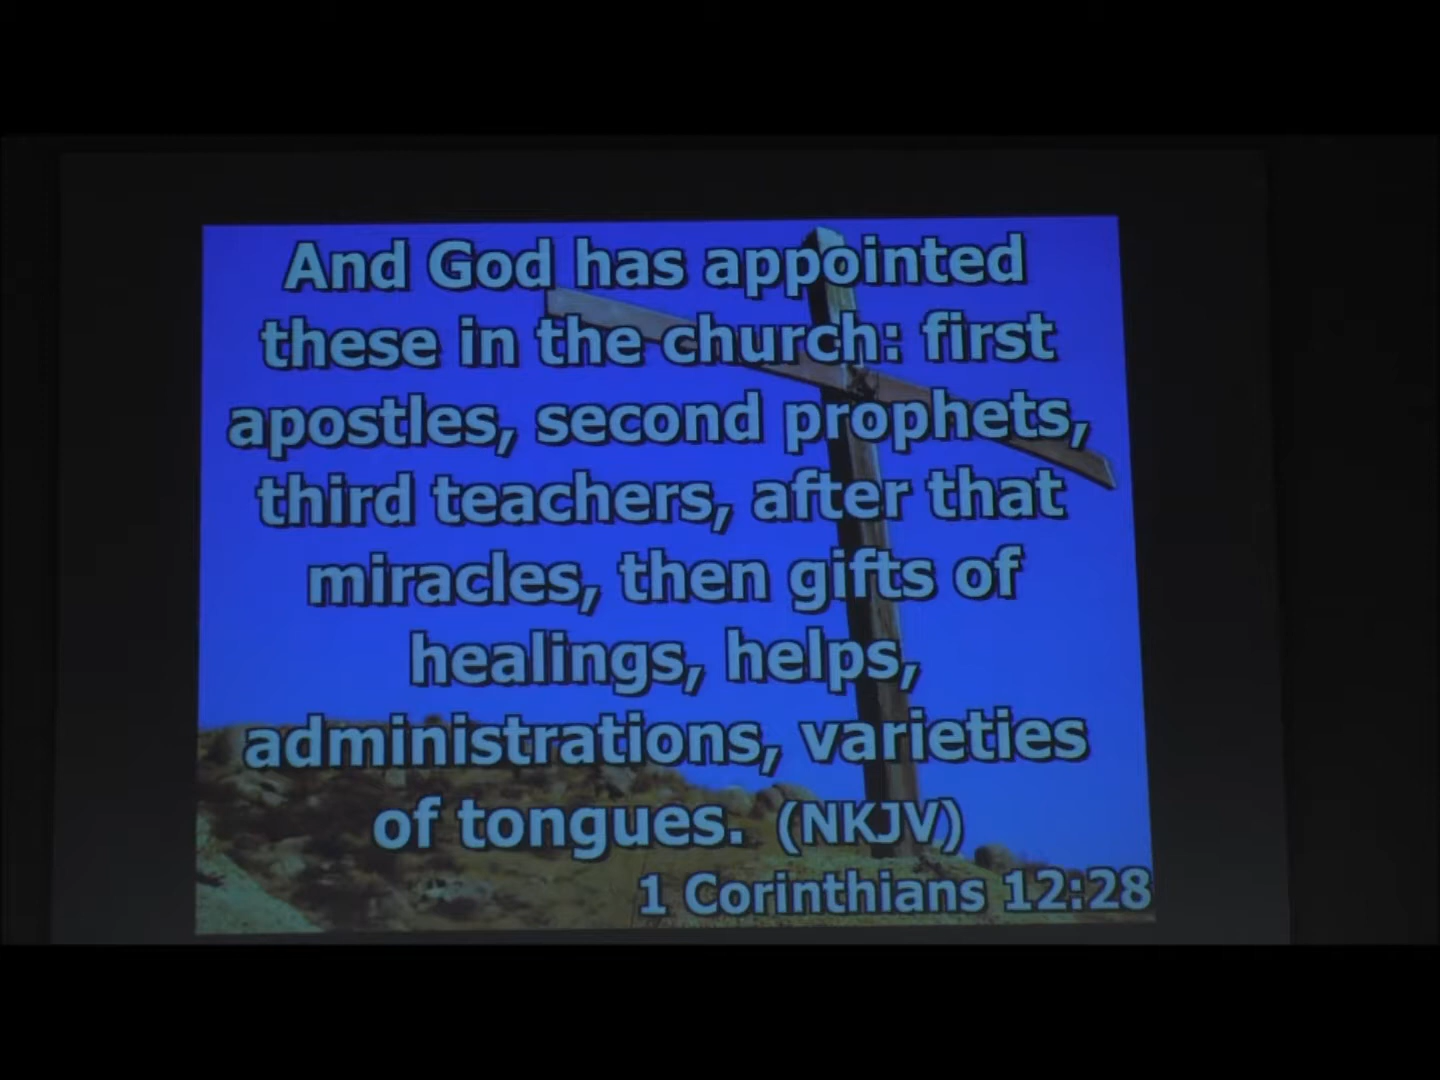 And God has appointed
these in the church: first
apostles, second prophets,
third teachers, after that
miracles, then gifts of
healings, helps,
administrations, varieties
of tongues. (NKJV)
1 Corinthians 12:28